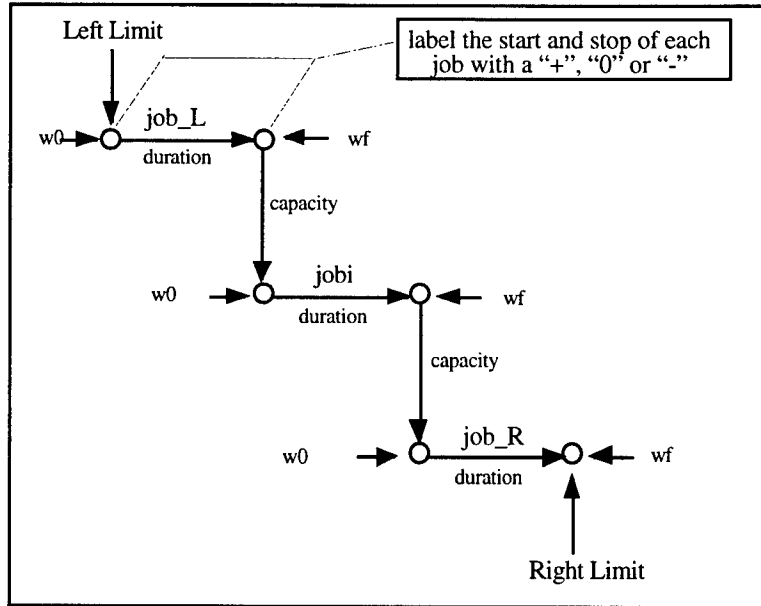 Left Limit
label the start and stop of each
job with a “+”, “0” or “-”
w0
job_L
wf
duration
capacity
w0
jobi
wf
duration
capacity
w0
job_R
wf
duration
Right Limit